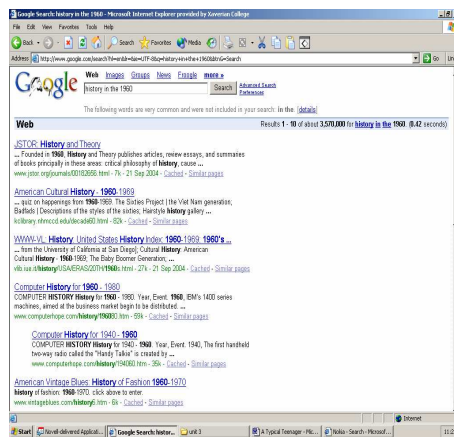 Google Search: history in the 1960 - Microsoft Internet Explorer provided by Xaverian College
File Edit View Favorites Tools Help
Back Search Favorites Media
Address http://www.google.com/search?hl=en&ie=UTF-8&q=history+in+the+1960&btnG=Search Go Lin
Google
Web Images Groups News Froogle more »
history in the 1960 Search Advanced Search
Preferences
The following words are very common and were not included in your search: in the. [details]
Web Results 1 - 10 of about 3,570,000 for history in the 1960. (0.42 seconds)
JSTOR: History and Theory
... Founded in 1960, History and Theory publishes articles, review essays, and summaries
of books principally in these areas: critical philosophy of history, cause ...
www.jstor.org/journals/00182656.html - 7k - 21 Sep 2004 - Cached - Similar pages
American Cultural History - 1960-1969
... quiz on happenings from 1960-1969. The Sixties Project | the Viet Nam generation;
Badfads | Descriptions of the styles of the sixties; Hairstyle history gallery ...
kclibrary.nhmccd.edu/decade60.html - 82k - Cached - Similar pages
WWW-VL: History: United States History Index: 1960-1969: 1960's ...
... from the University of California at San Diego]; Cultural History: American
Cultural History - 1960-1969; The Baby Boomer Generation; ...
vlib.iue.it/history/USA/ERAS/20TH/1960s.html - 27k - 21 Sep 2004 - Cached - Similar pages
Computer History for 1960 - 1980
COMPUTER HISTORY History for 1960 - 1980. Year, Event. 1960, IBM's 1400 series
machines, aimed at the business market begin to be distributed. ...
www.computerhope.com/history/196080.htm - 59k - Cached - Similar pages
Computer History for 1940 - 1960
COMPUTER HISTORY History for 1940 - 1960. Year, Event. 1940, The first handheld
two-way radio called the "Handy Talkie" is created by ...
www.computerhope.com/history/194060.htm - 35k - Cached - Similar pages
American Vintage Blues: History of Fashion 1960-1970
history of fashion: 1960-1970. click above to enter.
www.vintageblues.com/history5.htm - 6k - Cached - Similar pages
Internet
Start Novell-delivered Applicati... Google Search: histor... unit 3 A Typical Teenager - Mic... Nokia - Search - Microsof... 11:2